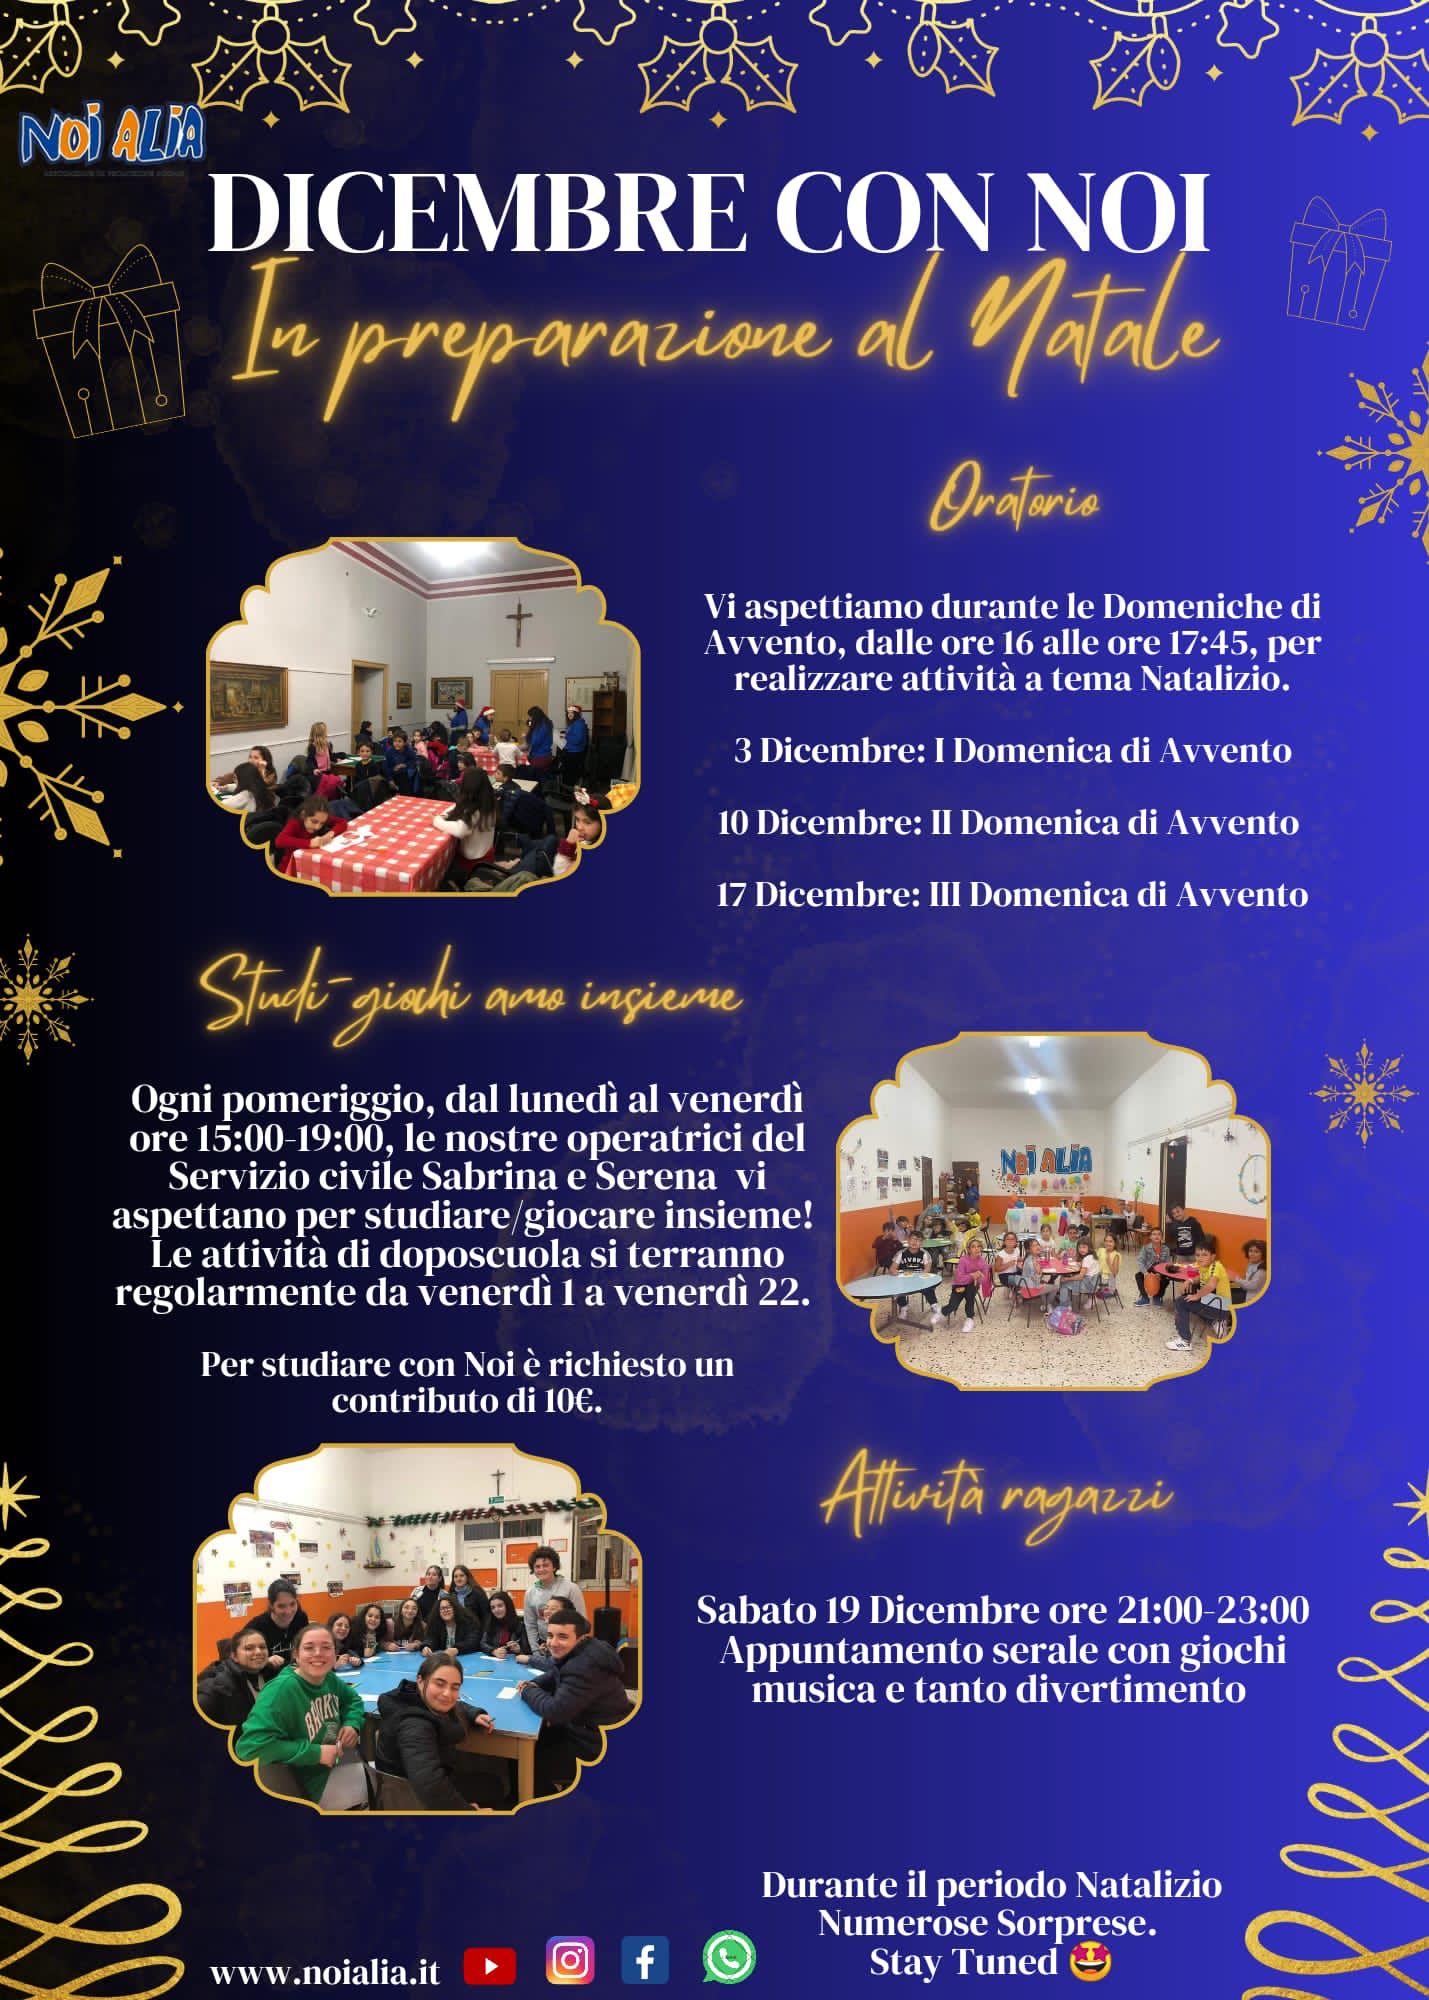 NOI ALIA
ASSOCIAZIONE DI PROMOZIONE SOCIALE
DICEMBRE CON NOI
In preparazione al Natale
Oratorio
Vi aspettiamo durante le Domeniche di
Avvento, dalle ore 16 alle ore 17:45, per
realizzare attività a tema Natalizio.
3 Dicembre: I Domenica di Avvento
10 Dicembre: II Domenica di Avvento
17 Dicembre: III Domenica di Avvento
Studi-giochi amo insieme
Ogni pomeriggio, dal lunedì al venerdì
ore 15:00-19:00, le nostre operatrici del
Servizio civile Sabrina e Serena vi
aspettano per studiare/giocare insieme!
Le attività di doposcuola si terranno
regolarmente da venerdì 1 a venerdì 22.
Per studiare con Noi è richiesto un
contributo di 10€.
NOI ALIA
Attività ragazzi
Sabato 19 Dicembre ore 21:00-23:00
Appuntamento serale con giochi
musica e tanto divertimento
Durante il periodo Natalizio
Numerose Sorprese.
Stay Tuned 🤩
www.noialia.it